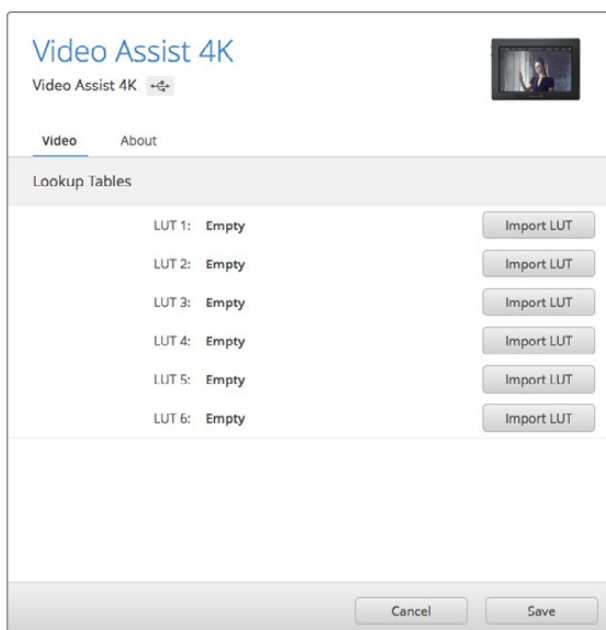 Video Assist 4K
Video Assist 4K
Video About
Lookup Tables
LUT 1: Empty Import LUT
LUT 2: Empty Import LUT
LUT 3: Empty Import LUT
LUT 4: Empty Import LUT
LUT 5: Empty Import LUT
LUT 6: Empty Import LUT
Cancel Save